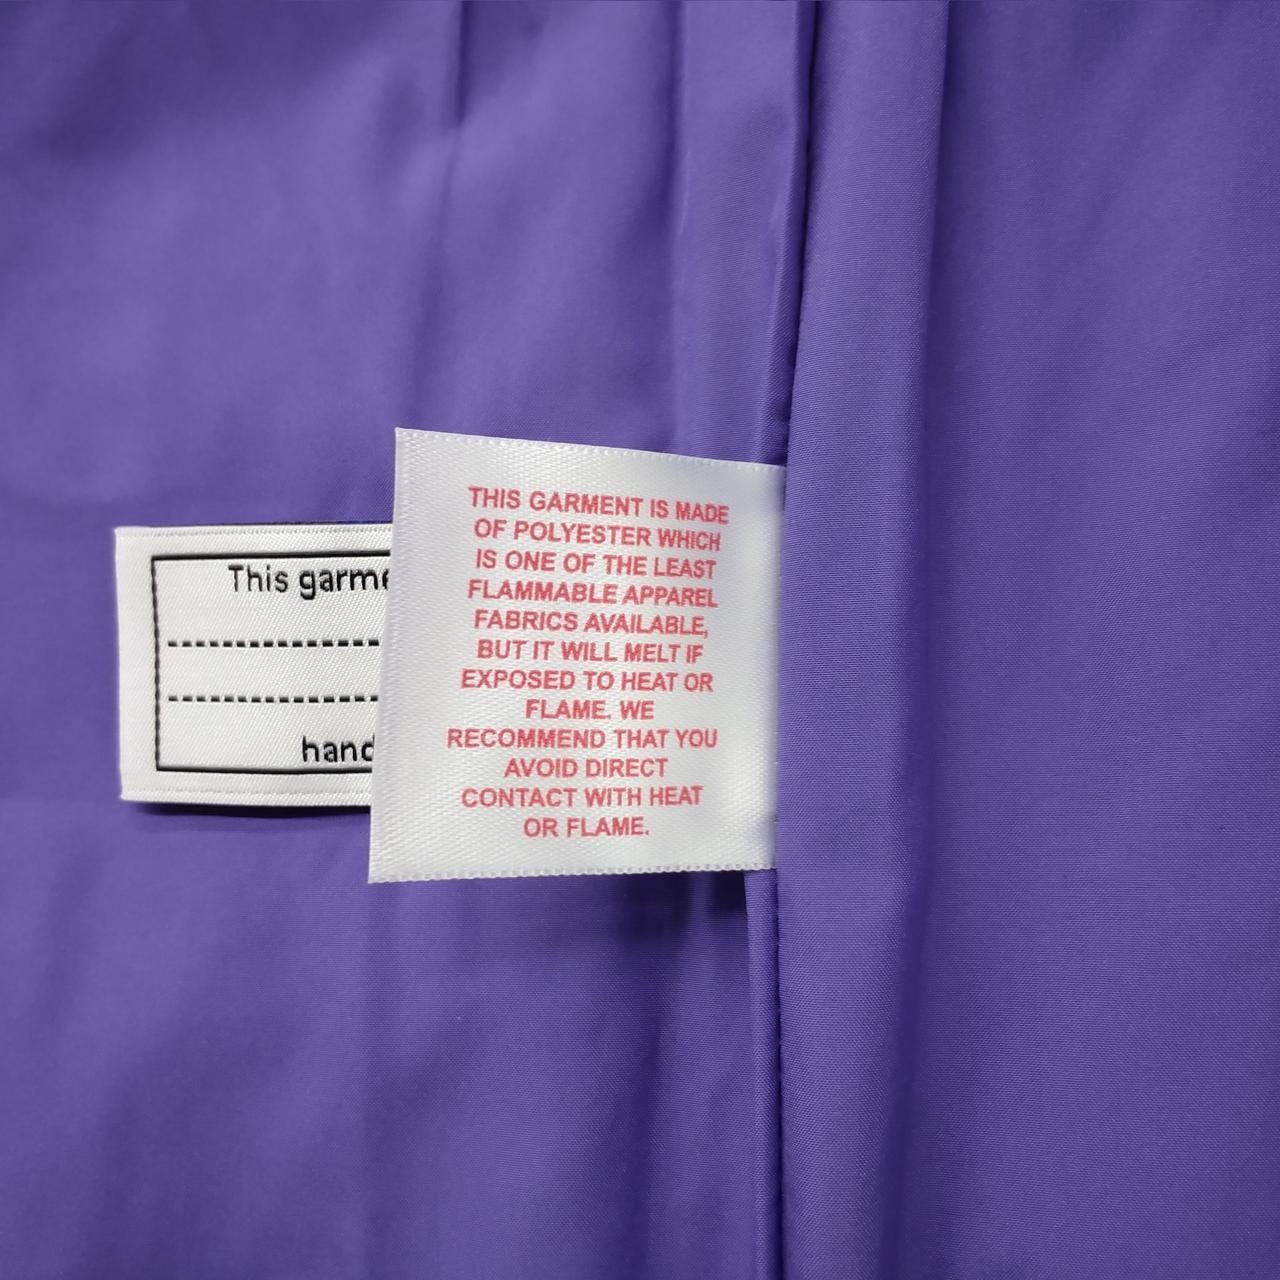 This garme
hand
THIS GARMENT IS MADE
OF POLYESTER WHICH
IS ONE OF THE LEAST
FLAMMABLE APPAREL
FABRICS AVAILABLE,
BUT IT WILL MELT IF
EXPOSED TO HEAT OR
FLAME. WE
RECOMMEND THAT YOU
AVOID DIRECT
CONTACT WITH HEAT
OR FLAME.